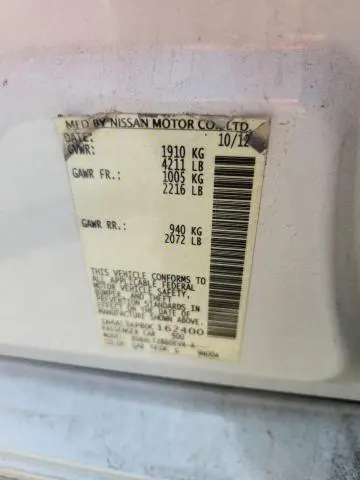 MFD BY NISSAN MOTOR CO., LTD.
DATE: 10/12
GVWR: 1910 KG
4211 LB
GAWR FR.: 1005 KG
2216 LB
GAWR RR. : 940 KG
2072 LB
THIS VEHICLE CONFORMS TO
ALL APPLICABLE FEDERAL
MOTOR VEHICLE SAFETY,
BUMPER, AND THEFT
PREVENTION STANDARDS IN
EFFECT ON THE DATE OF
MANUFACTURE SHOWN ABOVE.
162400
PASSENGER CAR